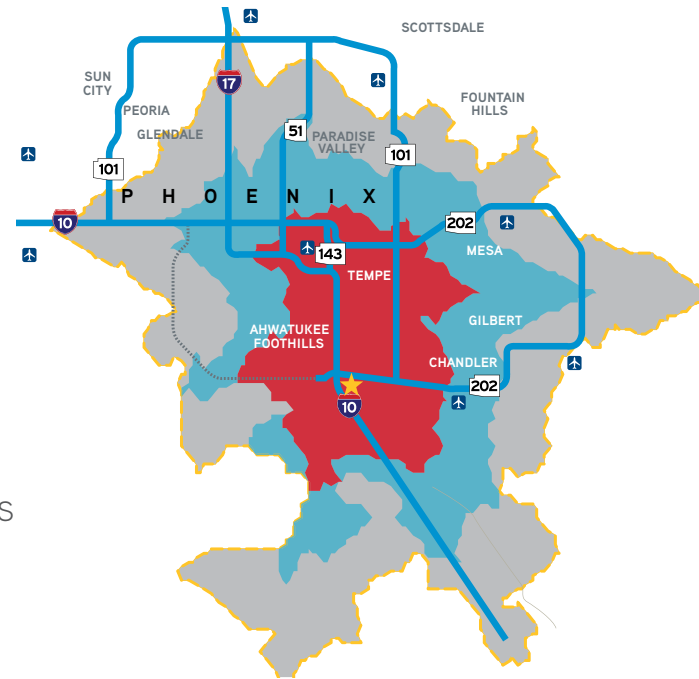 SCOTTSDALE
SUN
CITY
17
FOUNTAIN
HILLS
PEORIA
GLENDALE
51
PARADISE
VALLEY
101
101
PHOENIX
10
202
143
MESA
TEMPE
AHWATUKEE
FOOTHILLS
GILBERT
CHANDLER
202
10
S